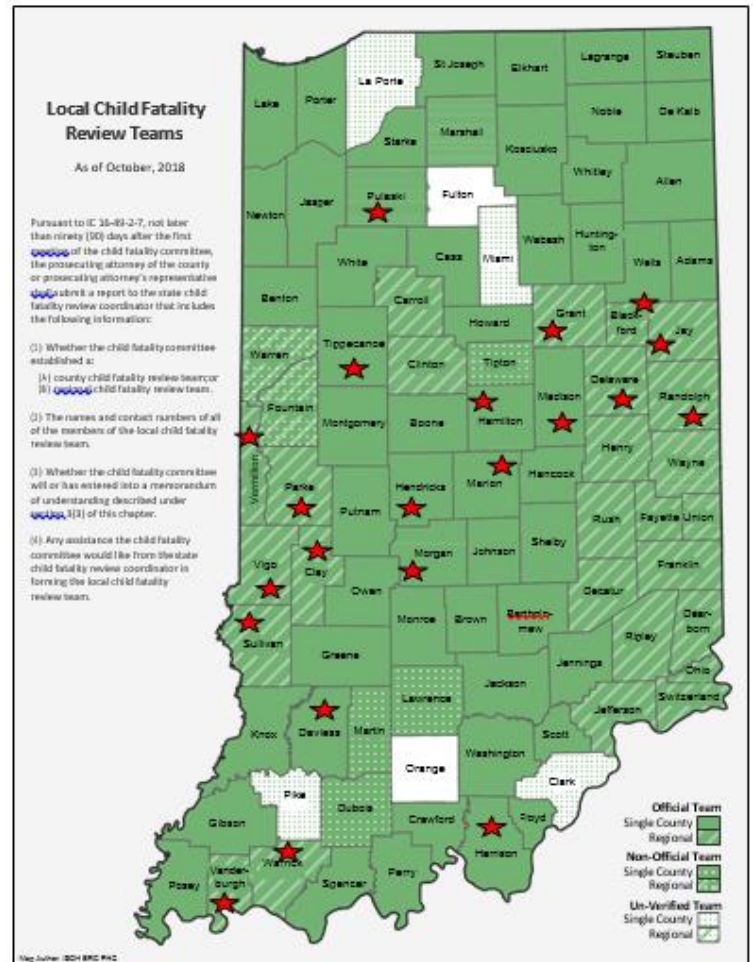 Local Child Fatality
Review Teams
As of October, 2018
Pursuant to IC 16-49-2-7, not later
than ninety (90) days after the first
meeting of the child fatality committee,
the prosecuting attorney of the county
or prosecuting attorney's representative
shall submit a report to the state child
fatality review coordinator that includes
the following information:
(1) Whether the child fatality committee
established a:
(A) county child fatality review team;or
(B) regional child fatality review team.
(2) The names and contact numbers of all
of the members of the local child fatality
review team.
(3) Whether the child fatality committee
will or has entered into a memorandum
of understanding described under
section 3(3) of this chapter.
(4) Any assistance the child fatality
committee would like from the state
child fatality review coordinator in
forming the local child fatality
review team.
Lake
Porter
La Porte
St Joseph
Elkhart
Lagrange
Steuben
Noble
De Kalb
Starke
Marshall
Kosciusko
Whitley
Allen
Newton
Jasper
Pulaski
Fulton
Miami
Wabash
Hunting-
ton
Wells
Adams
White
Cass
Benton
Carroll
Howard
Grant
Black-
ford
Jay
Warren
Tippecanoe
Clinton
Tipton
Delaware
Randolph
Fountain
Montgomery
Boone
Hamilton
Madison
Henry
Wayne
Vermillion
Parke
Putnam
Hendricks
Marion
Hancock
Rush
Fayette
Union
Vigo
Clay
Owen
Morgan
Johnson
Shelby
Decatur
Franklin
Sullivan
Greene
Monroe
Brown
Bartholo-
mew
Jennings
Ripley
Dear-
born
Ohio
Switzerland
Jefferson
Knox
Daviess
Martin
Lawrence
Jackson
Scott
Clark
Washington
Orange
Gibson
Pike
Dubois
Crawford
Floyd
Harrison
Posey
Vander-
burgh
Warrick
Spencer
Perry
Official Team
Single County
Regional
Non-Official Team
Single County
Regional
Un-Verified Team
Single County
Regional